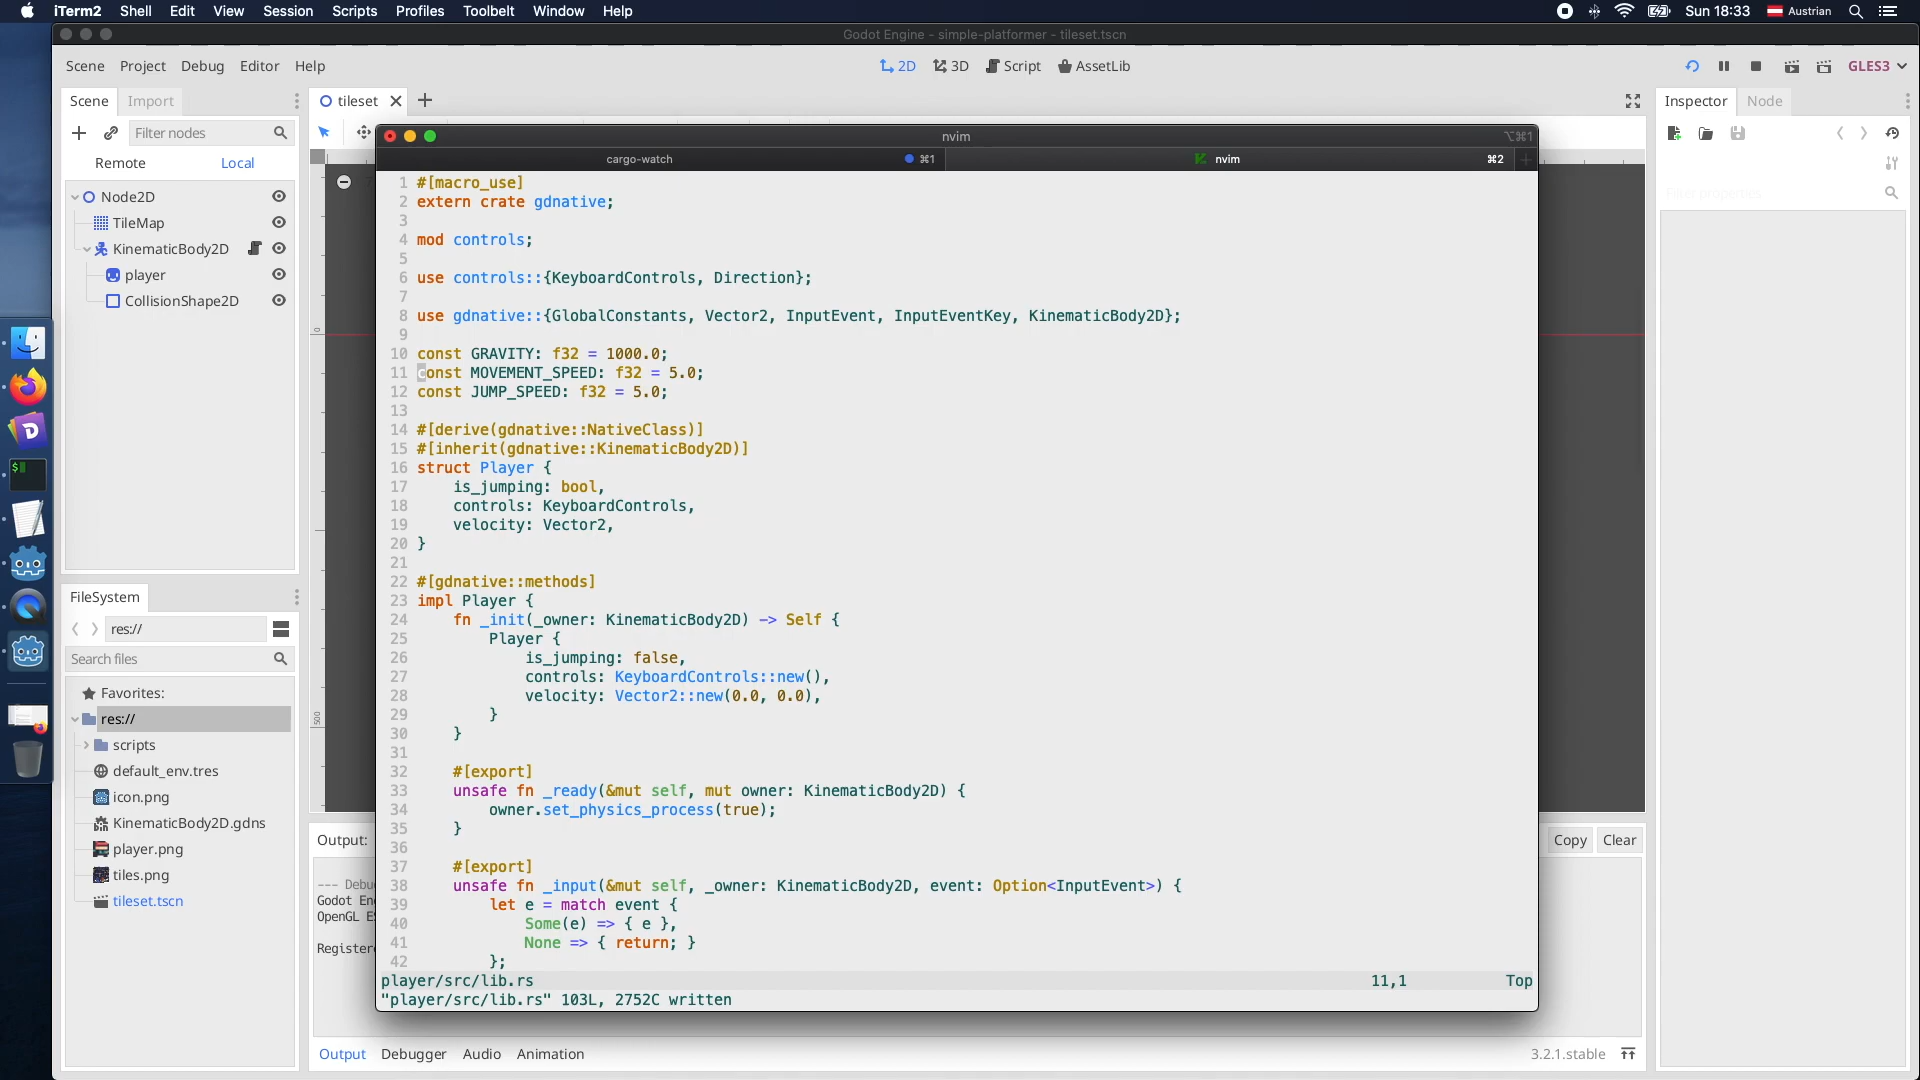 iTerm2 Shell Edit View Session Scripts Profiles Toolbelt Window Help Sun 18:33 Austrian
Godot Engine - simple-platformer - tileset.tscn
Scene Project Debug Editor Help 2D 3D Script AssetLib GLES3
Scene Import tileset Inspector Node
Filter nodes
Remote Local
Node2D
TileMap
KinematicBody2D
player
CollisionShape2D
FileSystem
res://
Search files
Favorites:
res://
scripts
default_env.tres
icon.png
KinematicBody2D.gdns
player.png
tiles.png
tileset.tscn
0
500
nvim ⌥⌘1
cargo-watch ⌘1 nvim ⌘2
1 #[macro_use]
2 extern crate gdnative;
3
4 mod controls;
5
6 use controls::{KeyboardControls, Direction};
7
8 use gdnative::{GlobalConstants, Vector2, InputEvent, InputEventKey, KinematicBody2D};
9
10 const GRAVITY: f32 = 1000.0;
11 const MOVEMENT_SPEED: f32 = 5.0;
12 const JUMP_SPEED: f32 = 5.0;
13
14 #[derive(gdnative::NativeClass)]
15 #[inherit(gdnative::KinematicBody2D)]
16 struct Player {
17     is_jumping: bool,
18     controls: KeyboardControls,
19     velocity: Vector2,
20 }
21
22 #[gdnative::methods]
23 impl Player {
24     fn _init(_owner: KinematicBody2D) -> Self {
25         Player {
26             is_jumping: false,
27             controls: KeyboardControls::new(),
28             velocity: Vector2::new(0.0, 0.0),
29         }
30     }
31
32     #[export]
33     unsafe fn _ready(&mut self, mut owner: KinematicBody2D) {
34         owner.set_physics_process(true);
35     }
36
37     #[export]
38     unsafe fn _input(&mut self, _owner: KinematicBody2D, event: Option<InputEvent>) {
39         let e = match event {
40             Some(e) => { e },
41             None => { return; }
42         };
player/src/lib.rs 11,1 Top
"player/src/lib.rs" 103L, 2752C written
Filter properties
Output: Copy Clear
--- Debu
Godot En
OpenGL ES
Registere
Output Debugger Audio Animation 3.2.1.stable